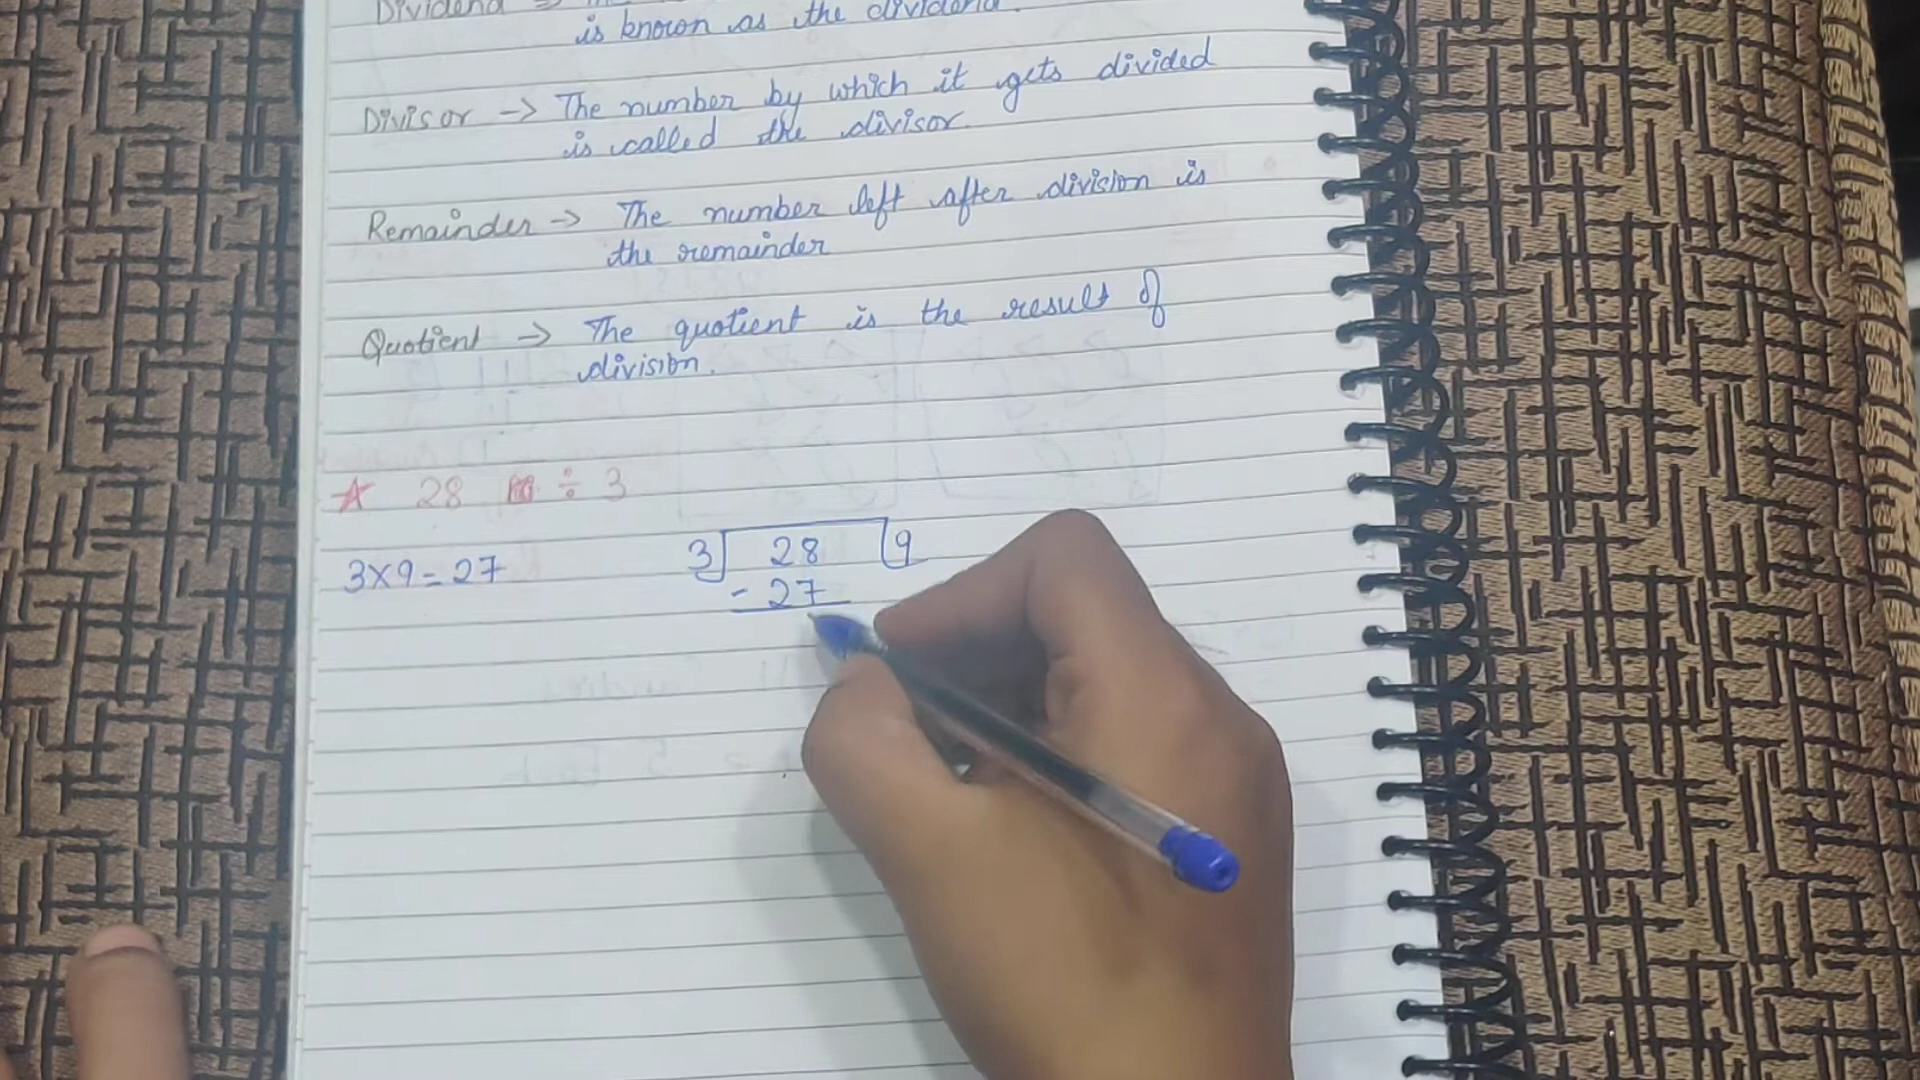 Dividend →
is known as the dividend.
Divisor → The number by which it gets divided
is called the divisor.
Remainder → The number left after division is
the remainder
Quotient → The quotient is the result of
division.
★ 28 ÷ 3
3×9=27
3 28 9
- 27